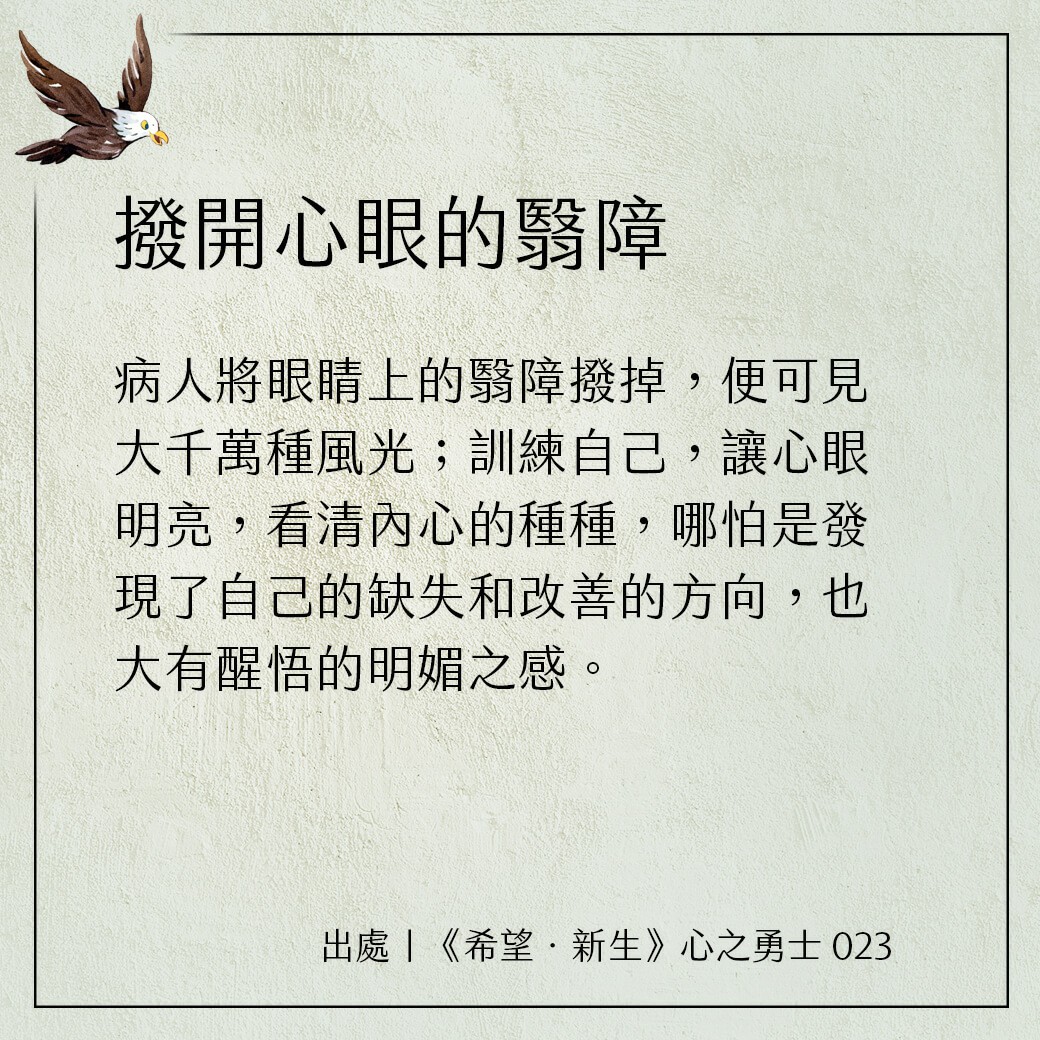 撥開心眼的翳障
病人將眼睛上的翳障撥掉，便可見
大千萬種風光；訓練自己，讓心眼
明亮，看清內心的種種，哪怕是發
現了自己的缺失和改善的方向，也
大有醒悟的明媚之感。
出處｜《希望．新生》心之勇士 023